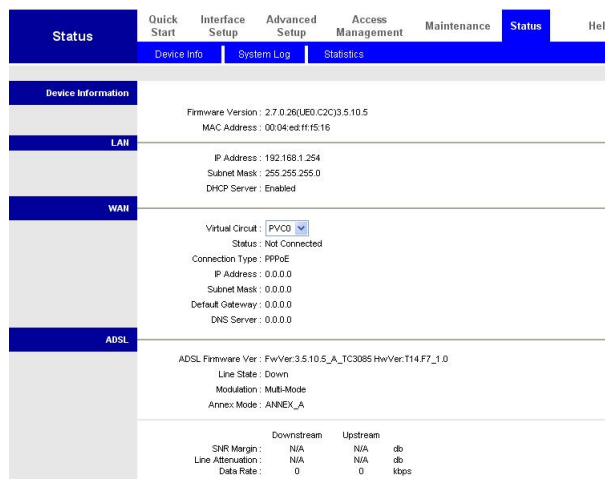 Status
Quick Start
Interface Setup
Advanced Setup
Access Management
Maintenance
Status
Hel
Device Info
System Log
Statistics
Device Information
Firmware Version : 2.7.0.26(UE0.C2C)3.5.10.5
MAC Address : 00:04:ed:ff:f5:16
LAN
IP Address : 192.168.1.254
Subnet Mask : 255.255.255.0
DHCP Server : Enabled
WAN
Virtual Circuit : PVC0
Status : Not Connected
Connection Type : PPPoE
IP Address : 0.0.0.0
Subnet Mask : 0.0.0.0
Default Gateway : 0.0.0.0
DNS Server : 0.0.0.0
ADSL
ADSL Firmware Ver : FwVer:3.5.10.5_A_TC3085 HwVer:T14.F7_1.0
Line State : Down
Modulation : Multi-Mode
Annex Mode : ANNEX_A
Downstream Upstream
SNR Margin : N/A N/A db
Line Attenuation : N/A N/A db
Data Rate : 0 0 kbps